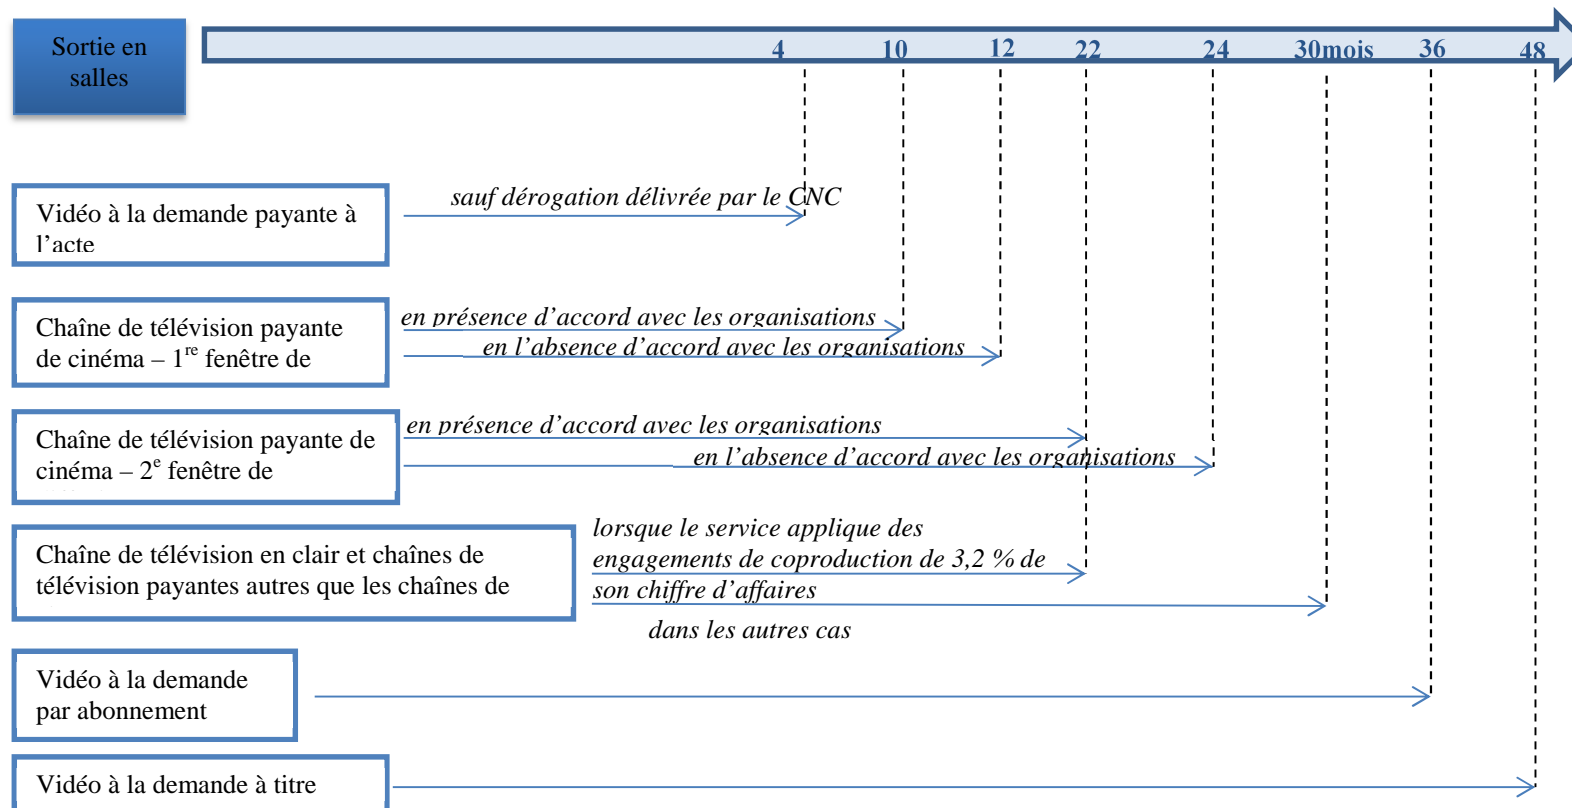 Sortie en
salles
4 10 12 22 24 30mois 36 48
Vidéo à la demande payante à
l’acte
sauf dérogation délivrée par le CNC
Chaîne de télévision payante
de cinéma – 1re fenêtre de
en présence d’accord avec les organisations
en l’absence d’accord avec les organisations
Chaîne de télévision payante de
cinéma – 2e fenêtre de
en présence d’accord avec les organisations
en l’absence d’accord avec les organisations
Chaîne de télévision en clair et chaînes de
télévision payantes autres que les chaînes de
lorsque le service applique des
engagements de coproduction de 3,2 % de
son chiffre d’affaires
dans les autres cas
Vidéo à la demande
par abonnement
Vidéo à la demande à titre